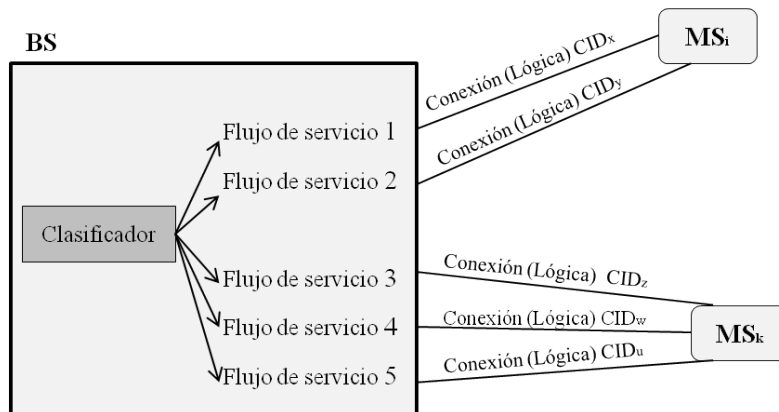 BS
MSi
Conexión (Lógica) CIDx
Conexión (Lógica) CIDy
Flujo de servicio 1
Flujo de servicio 2
Clasificador
Flujo de servicio 3
Flujo de servicio 4
Flujo de servicio 5
Conexión (Lógica) CIDz
Conexión (Lógica) CIDw
Conexión (Lógica) CIDu
MSk